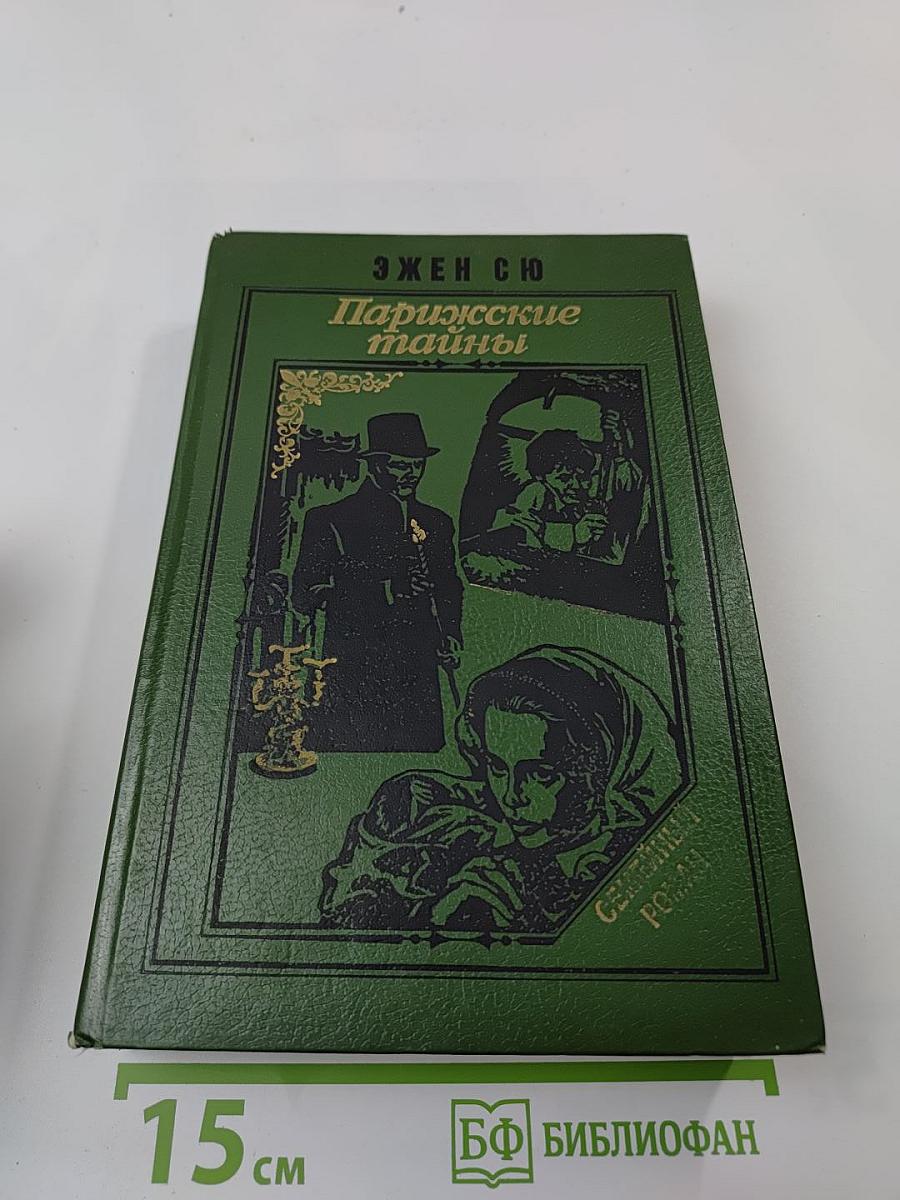 ЭЖЕН СЮ
Парижские
тайны
СЕМЕЙНЫЙ
РОМАН
15 см
БФ БИБЛИОФАН